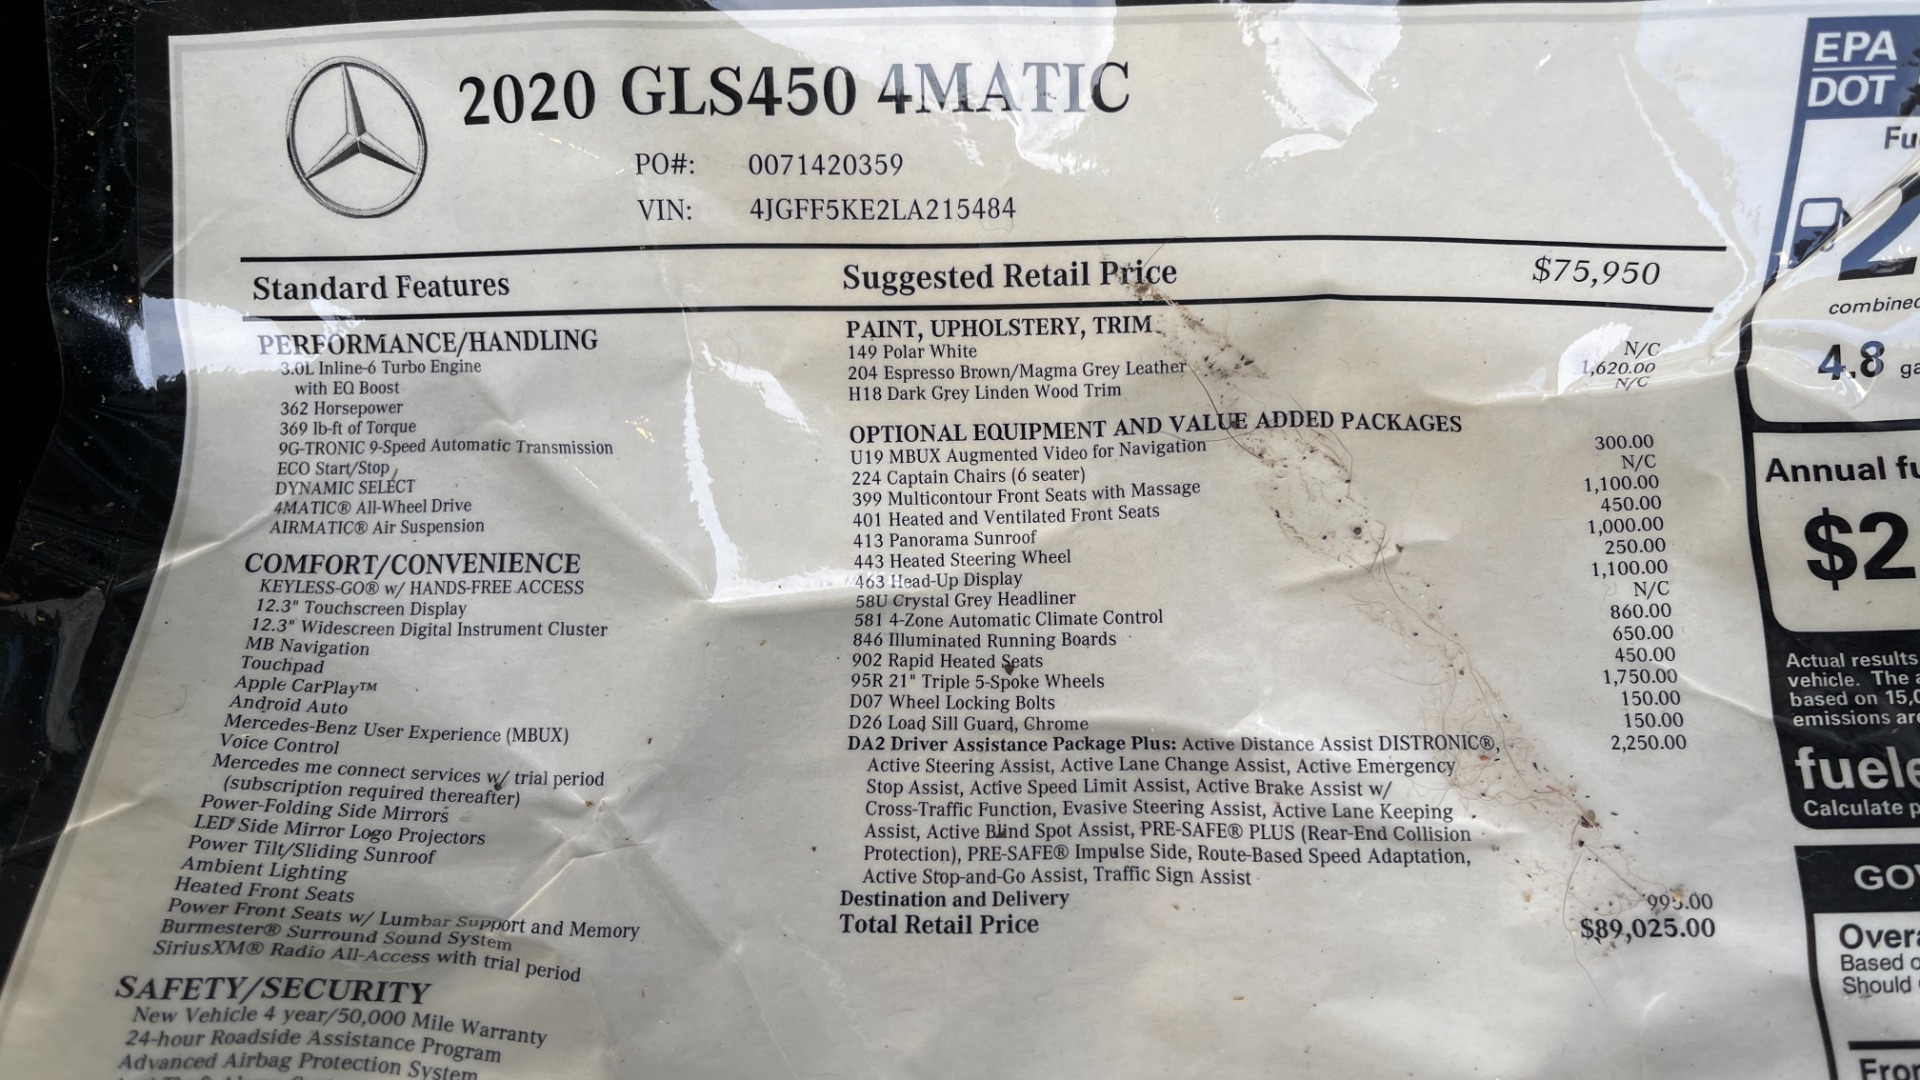 2020 GLS450 4MATIC
PO#: 0071420359
VIN: 4JGFF5KE2LA215484
Standard Features
Suggested Retail Price $75,950
PERFORMANCE/HANDLING
3.0L Inline-6 Turbo Engine
with EQ Boost
362 Horsepower
369 lb-ft of Torque
9G-TRONIC 9-Speed Automatic Transmission
ECO Start/Stop
DYNAMIC SELECT
4MATIC® All-Wheel Drive
AIRMATIC® Air Suspension
COMFORT/CONVENIENCE
KEYLESS-GO® w/ HANDS-FREE ACCESS
12.3" Touchscreen Display
12.3" Widescreen Digital Instrument Cluster
MB Navigation
Touchpad
Apple CarPlay™
Android Auto
Mercedes-Benz User Experience (MBUX)
Voice Control
Mercedes me connect services w/ trial period
(subscription required thereafter)
Power-Folding Side Mirrors
LED Side Mirror Logo Projectors
Power Tilt/Sliding Sunroof
Ambient Lighting
Heated Front Seats
Power Front Seats w/ Lumbar Support and Memory
Burmester® Surround Sound System
SiriusXM® Radio All-Access with trial period
SAFETY/SECURITY
New Vehicle 4 year/50,000 Mile Warranty
24-hour Roadside Assistance Program
Advanced Airbag Protection System
PAINT, UPHOLSTERY, TRIM
149 Polar White N/C
204 Espresso Brown/Magma Grey Leather 1,620.00
H18 Dark Grey Linden Wood Trim N/C
OPTIONAL EQUIPMENT AND VALUE ADDED PACKAGES
U19 MBUX Augmented Video for Navigation 300.00
224 Captain Chairs (6 seater) N/C
399 Multicontour Front Seats with Massage 1,100.00
401 Heated and Ventilated Front Seats 450.00
413 Panorama Sunroof 1,000.00
443 Heated Steering Wheel 250.00
463 Head-Up Display 1,100.00
58U Crystal Grey Headliner N/C
581 4-Zone Automatic Climate Control 860.00
846 Illuminated Running Boards 650.00
902 Rapid Heated Seats 450.00
95R 21" Triple 5-Spoke Wheels 1,750.00
D07 Wheel Locking Bolts 150.00
D26 Load Sill Guard, Chrome 150.00
DA2 Driver Assistance Package Plus: Active Distance Assist DISTRONIC®, 2,250.00
Active Steering Assist, Active Lane Change Assist, Active Emergency
Stop Assist, Active Speed Limit Assist, Active Brake Assist w/
Cross-Traffic Function, Evasive Steering Assist, Active Lane Keeping
Assist, Active Blind Spot Assist, PRE-SAFE® PLUS (Rear-End Collision
Protection), PRE-SAFE® Impulse Side, Route-Based Speed Adaptation,
Active Stop-and-Go Assist, Traffic Sign Assist
Destination and Delivery 995.00
Total Retail Price $89,025.00
EPA
DOT
Fu
2
combined
4.8 ga
Annual fu
$2
Actual results
vehicle. The a
based on 15,0
emissions are
fuele
Calculate p
GO
Overa
Based o
Should
From